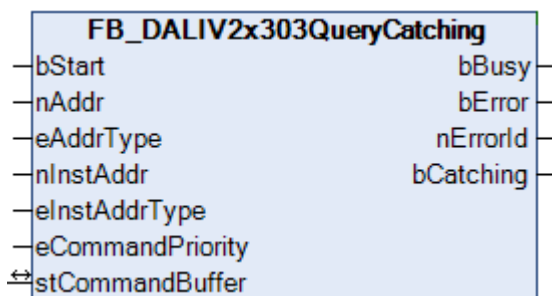 FB_DALIV2x303QueryCatching
bStart bBusy
nAddr bError
eAddrType nErrorId
nInstAddr bCatching
eInstAddrType
eCommandPriority
stCommandBuffer